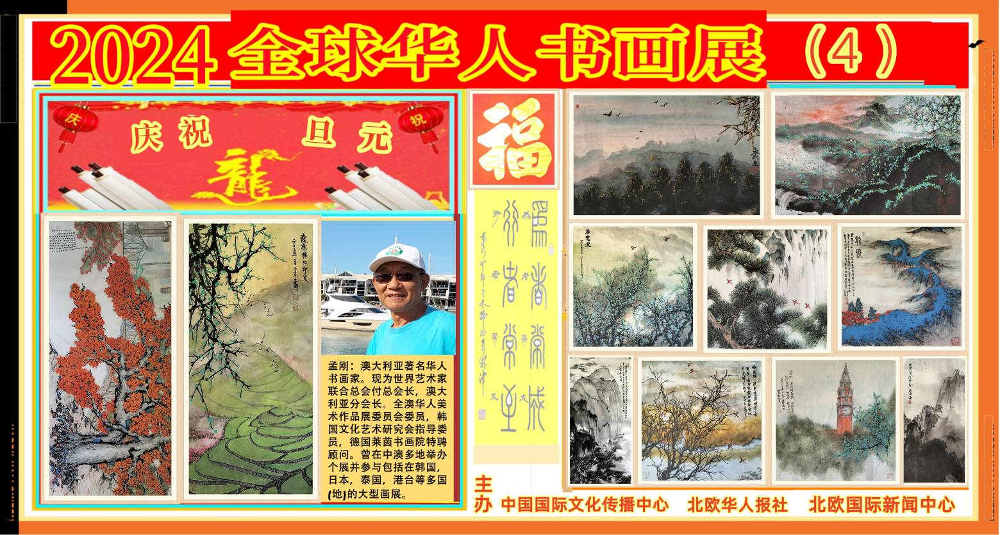 2024 全球华人书画展 （4）
庆
庆祝 旦元
祝
龍
福
為者常成
行者常至
孟刚：澳大利亚著名华人
书画家。现为世界艺术家
联合总会付总会长，澳大
利亚分会长。全澳华人美
术作品展委员会委员，韩
国文化艺术研究会指导委
员，德国莱茵书画院特聘
顾问。曾在中澳多地举办
个展并参与包括在韩国，
日本，泰国，港台等多国
(地)的大型画展。
主办
中国国际文化传播中心 北欧华人报社 北欧国际新闻中心